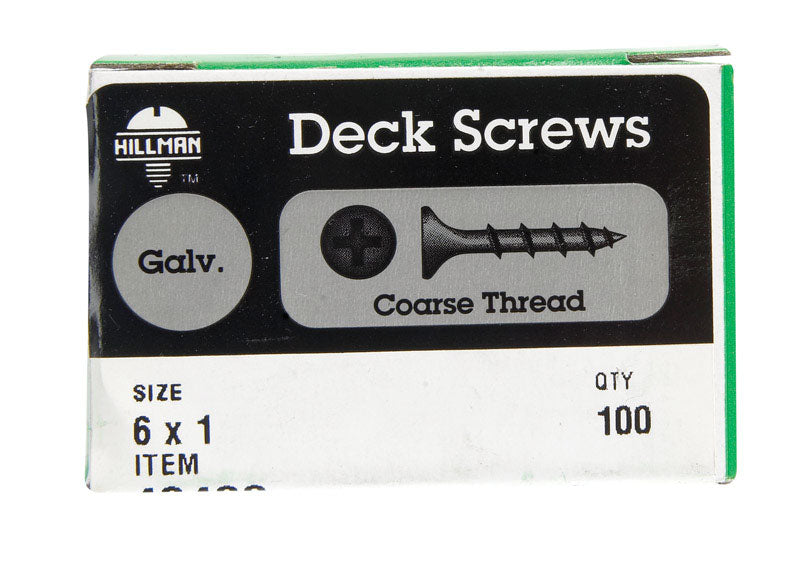 HILLMAN
TM
Deck Screws
Galv.
Coarse Thread
SIZE
6 x 1
ITEM
QTY
100